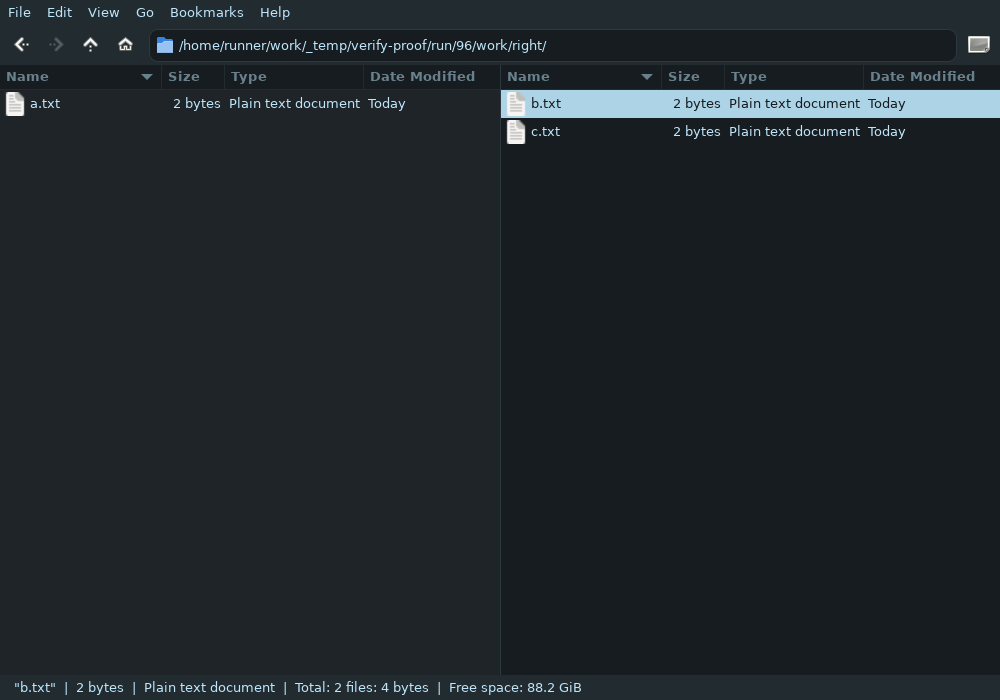 File Edit View Go Bookmarks Help
/home/runner/work/_temp/verify-proof/run/96/work/right/
Name Size Type Date Modified Name Size Type Date Modified
a.txt 2 bytes Plain text document Today b.txt 2 bytes Plain text document Today
c.txt 2 bytes Plain text document Today
"b.txt" | 2 bytes | Plain text document | Total: 2 files: 4 bytes | Free space: 88.2 GiB